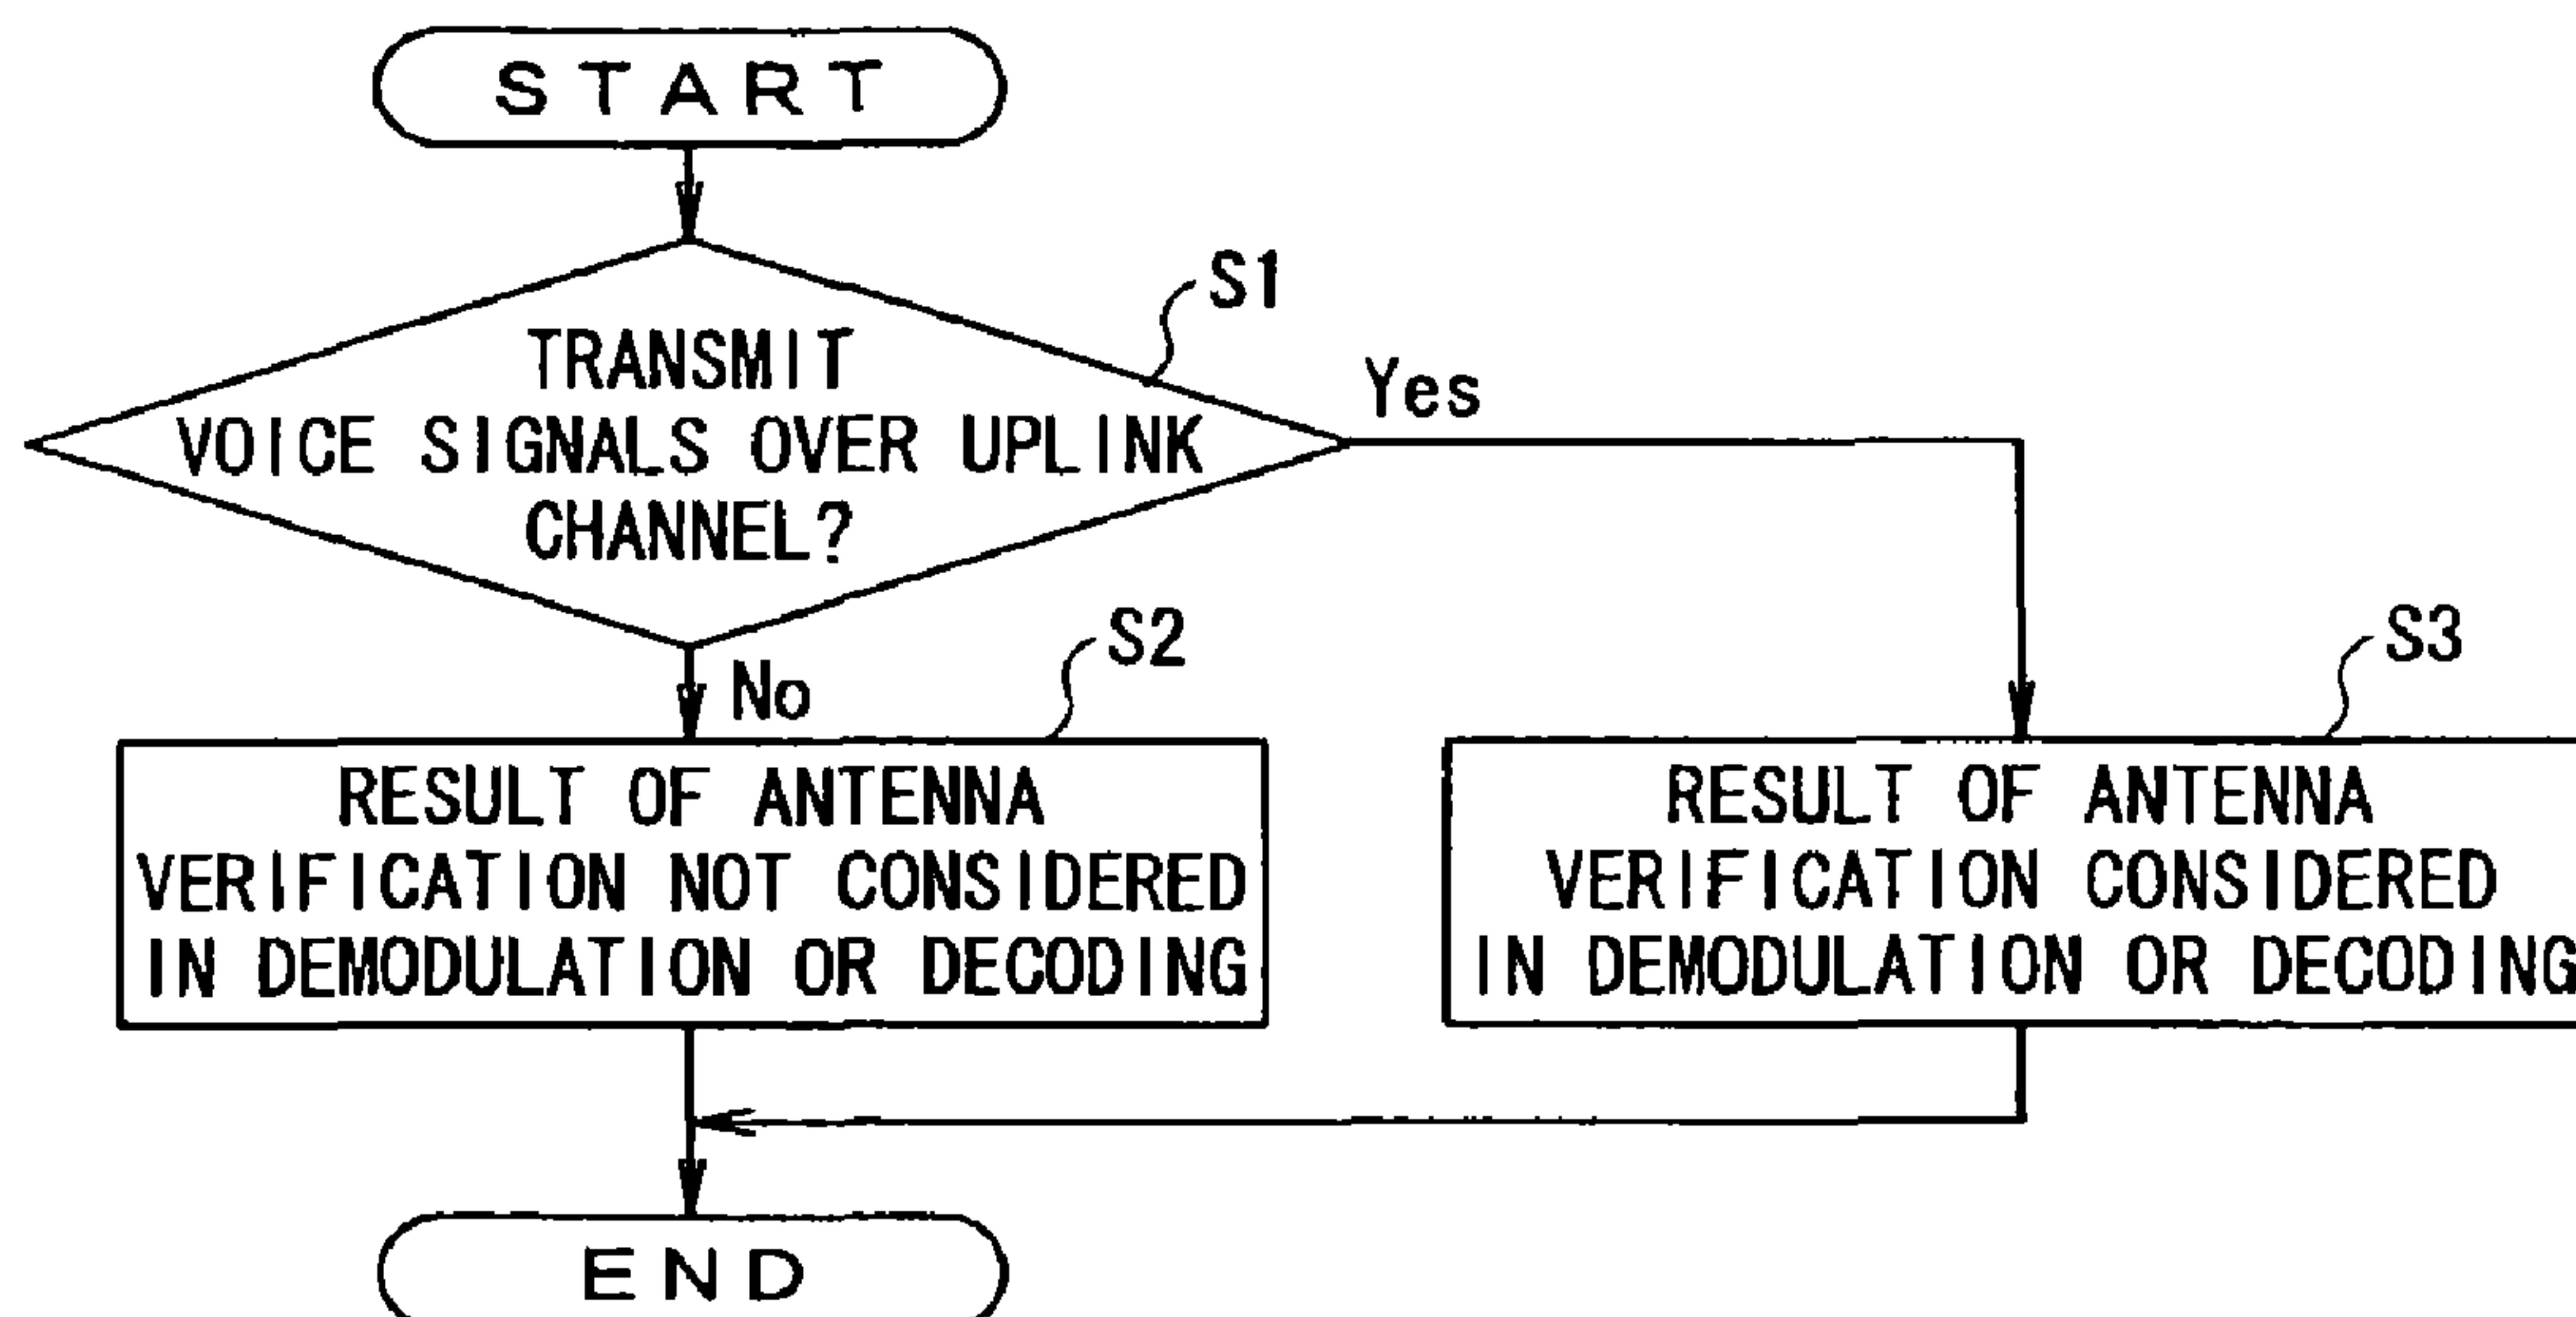 START
S1
TRANSMIT
VOICE SIGNALS OVER UPLINK
CHANNEL?
Yes
No
S2
RESULT OF ANTENNA
VERIFICATION NOT CONSIDERED
IN DEMODULATION OR DECODING
S3
RESULT OF ANTENNA
VERIFICATION CONSIDERED
IN DEMODULATION OR DECODING
END